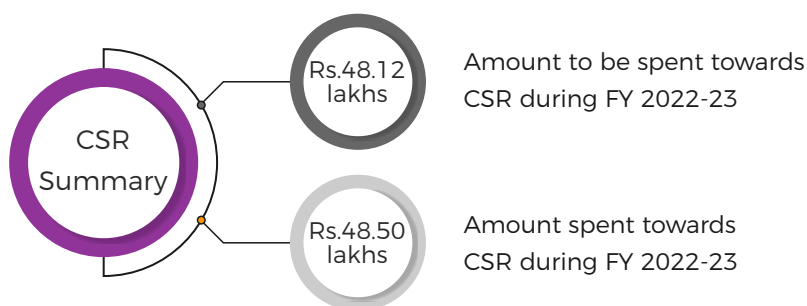 CSR
Summary
Rs.48.12
lakhs
Amount to be spent towards
CSR during FY 2022-23
Rs.48.50
lakhs
Amount spent towards
CSR during FY 2022-23